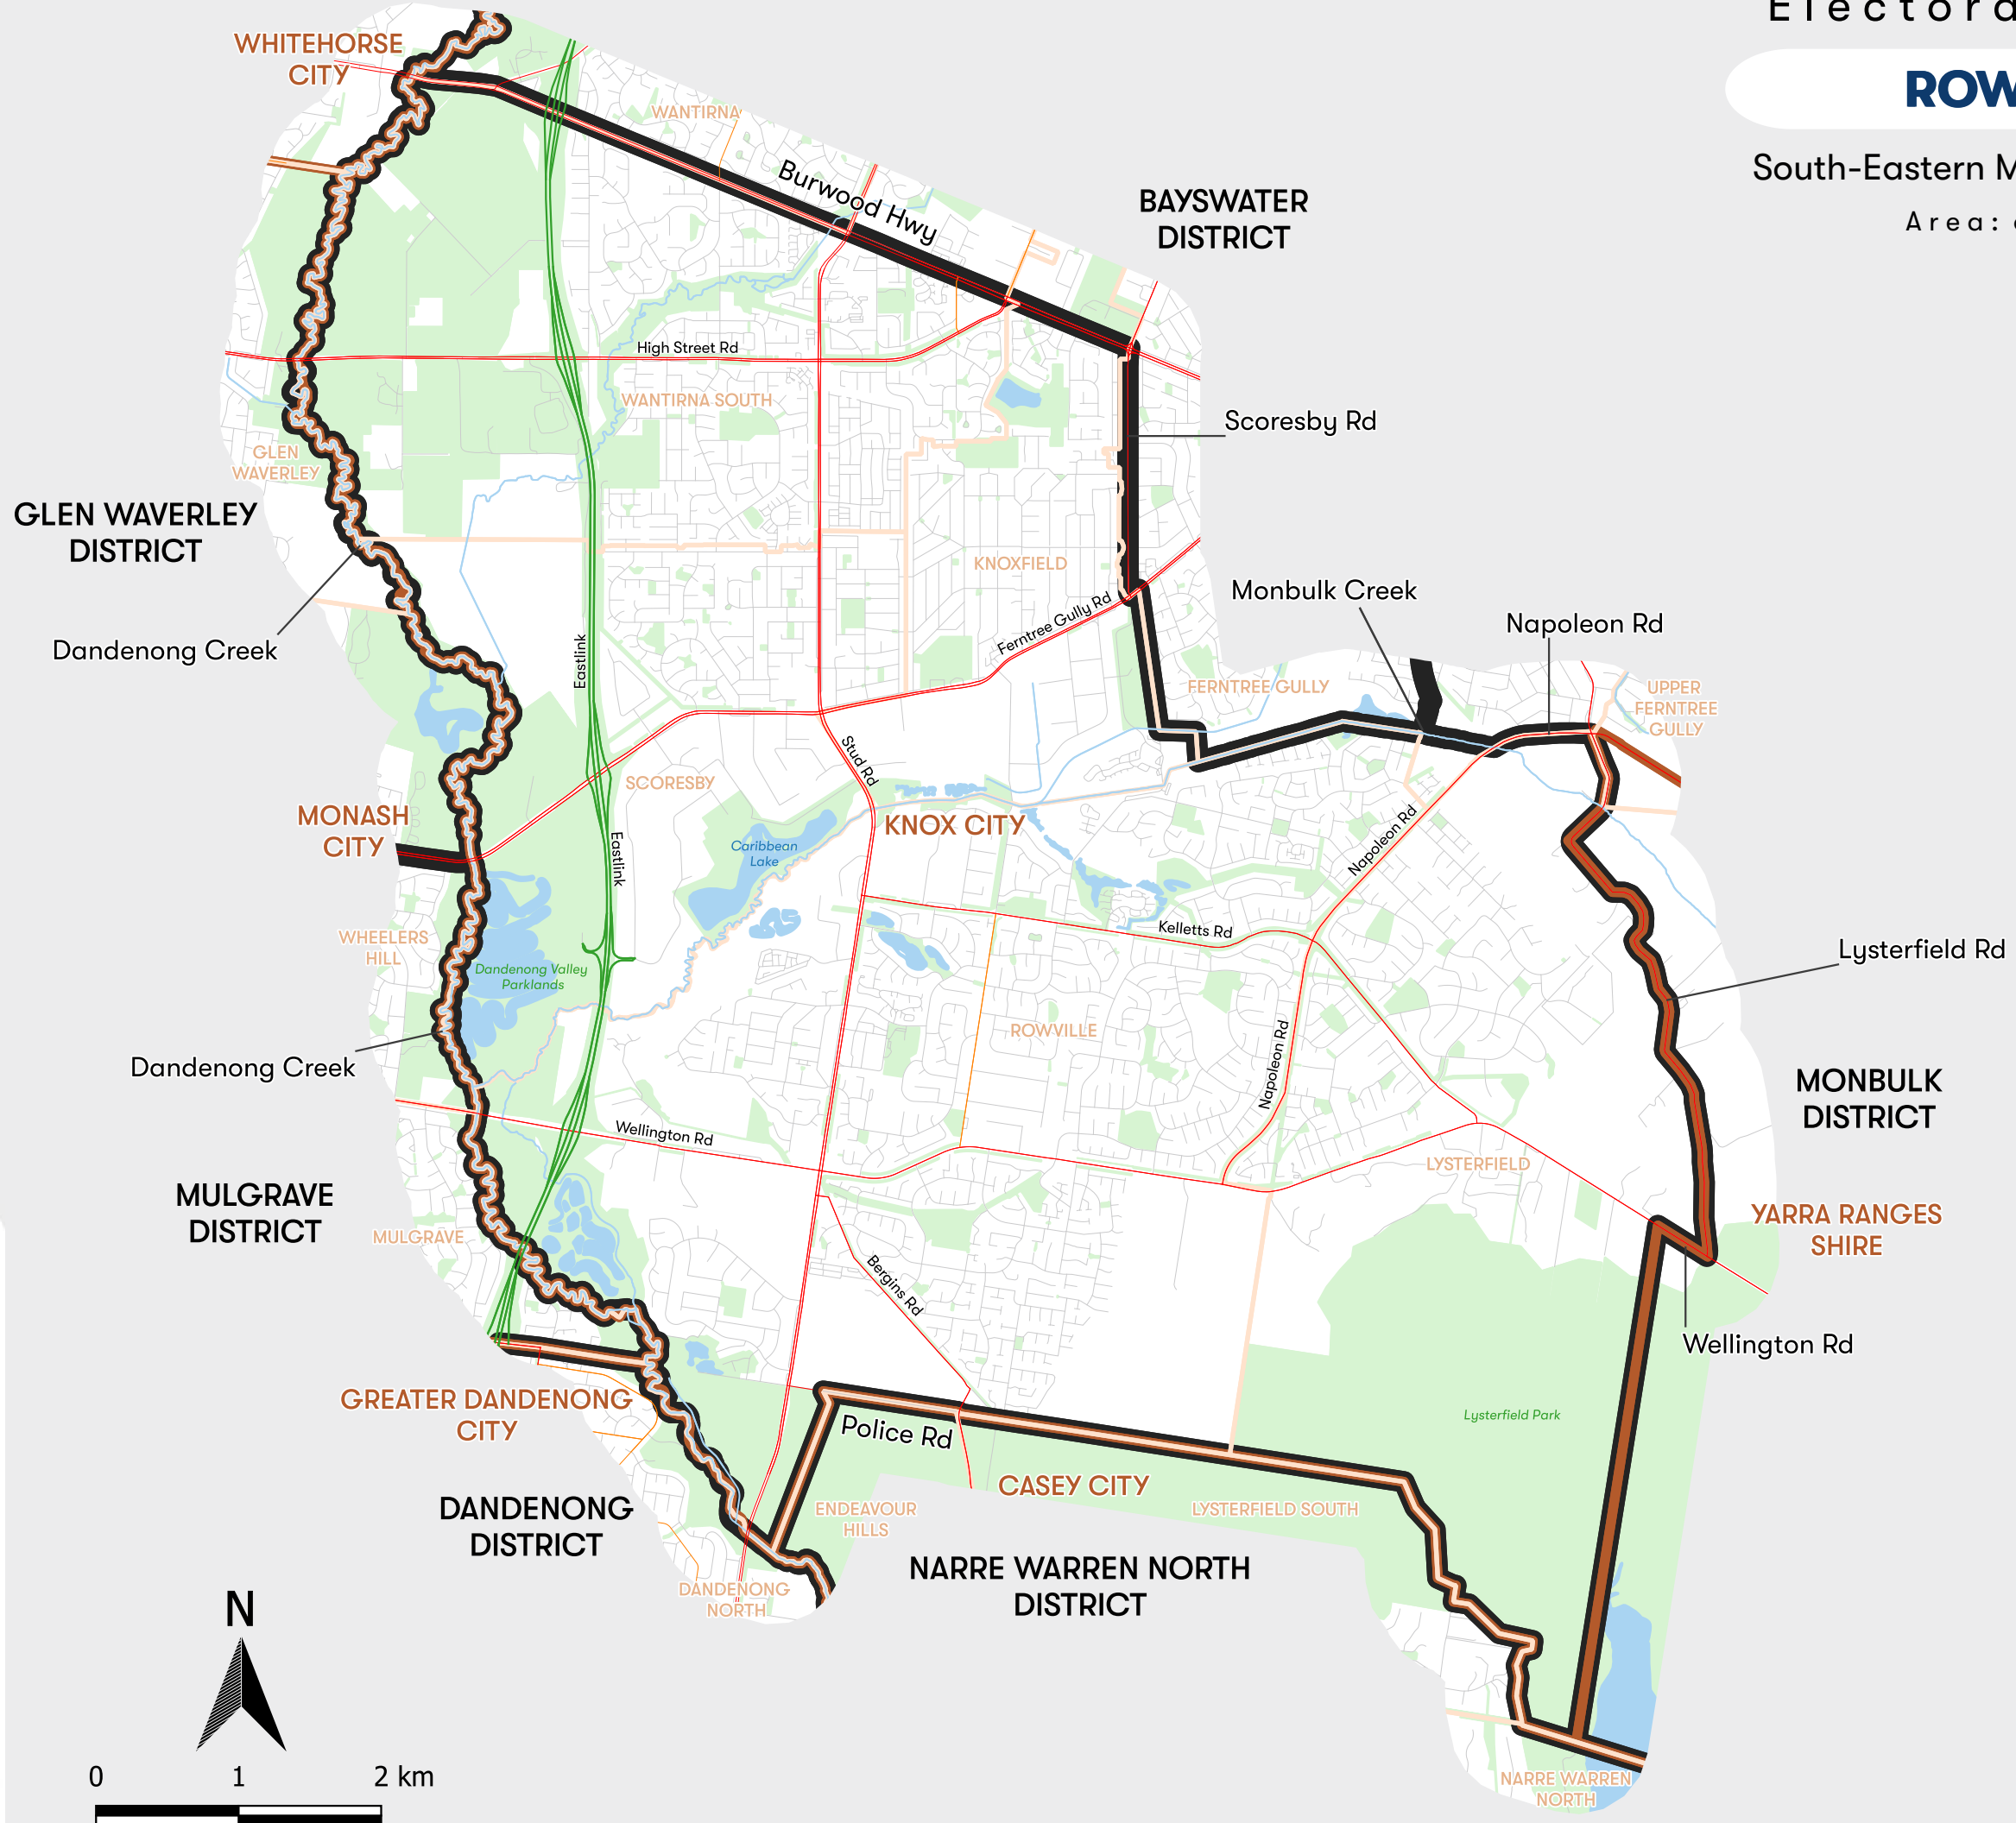 Electora
ROW
South-Eastern M
Area:
WHITEHORSE
CITY
WANTIRNA
Burwood Hwy
BAYSWATER
DISTRICT
High Street Rd
WANTIRNA SOUTH
Scoresby Rd
GLEN
WAVERLEY
GLEN WAVERLEY
DISTRICT
KNOXFIELD
Monbulk Creek
Napoleon Rd
Dandenong Creek
Ferntree Gully Rd
Eastlink
FERNTREE GULLY
UPPER
FERNTREE
GULLY
Stud Rd
SCORESBY
MONASH
CITY
KNOX CITY
Caribbean
Lake
Eastlink
Napoleon Rd
WHEELERS
HILL
Kelletts Rd
Lysterfield Rd
Dandenong Valley
Parklands
ROWVILLE
Napoleon Rd
Dandenong Creek
MONBULK
DISTRICT
Wellington Rd
LYSTERFIELD
MULGRAVE
DISTRICT
MULGRAVE
YARRA RANGES
SHIRE
Bergins Rd
Wellington Rd
GREATER DANDENONG
CITY
Police Rd
Lysterfield Park
CASEY CITY
DANDENONG
DISTRICT
ENDEAVOUR
HILLS
LYSTERFIELD SOUTH
NARRE WARREN NORTH
DISTRICT
DANDENONG
NORTH
N
0 1 2 km
NARRE WARREN
NORTH